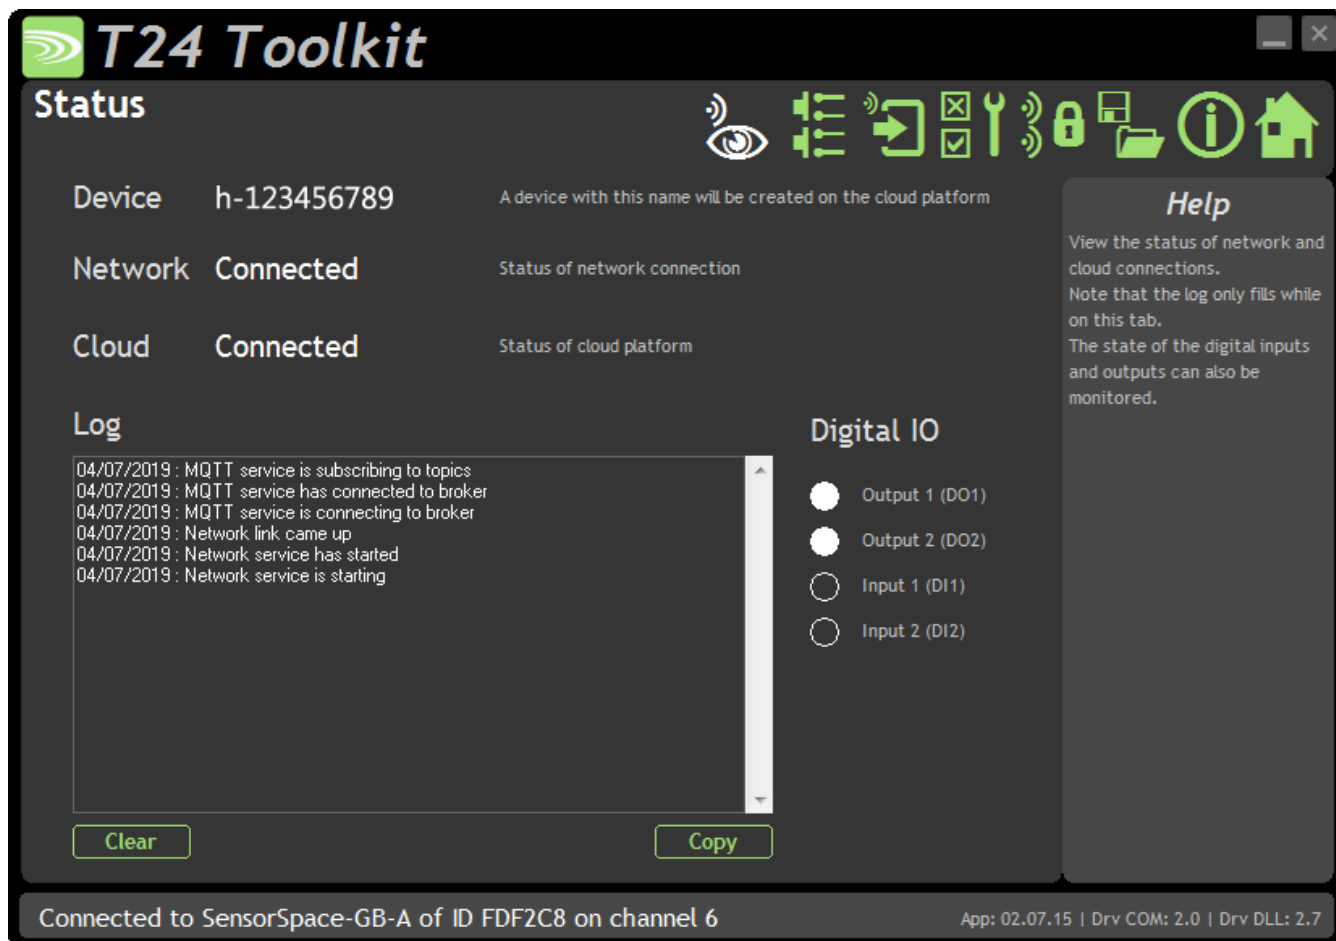 T24 Toolkit
Status
Device h-123456789 A device with this name will be created on the cloud platform
Network Connected Status of network connection
Cloud Connected Status of cloud platform
Log
04/07/2019 : MQTT service is subscribing to topics
04/07/2019 : MQTT service has connected to broker
04/07/2019 : MQTT service is connecting to broker
04/07/2019 : Network link came up
04/07/2019 : Network service has started
04/07/2019 : Network service is starting
Clear
Copy
Digital IO
Output 1 (DO1)
Output 2 (DO2)
Input 1 (DI1)
Input 2 (DI2)
Help
View the status of network and
cloud connections.
Note that the log only fills while
on this tab.
The state of the digital inputs
and outputs can also be
monitored.
Connected to SensorSpace-GB-A of ID FDF2C8 on channel 6
App: 02.07.15 | Drv COM: 2.0 | Drv DLL: 2.7